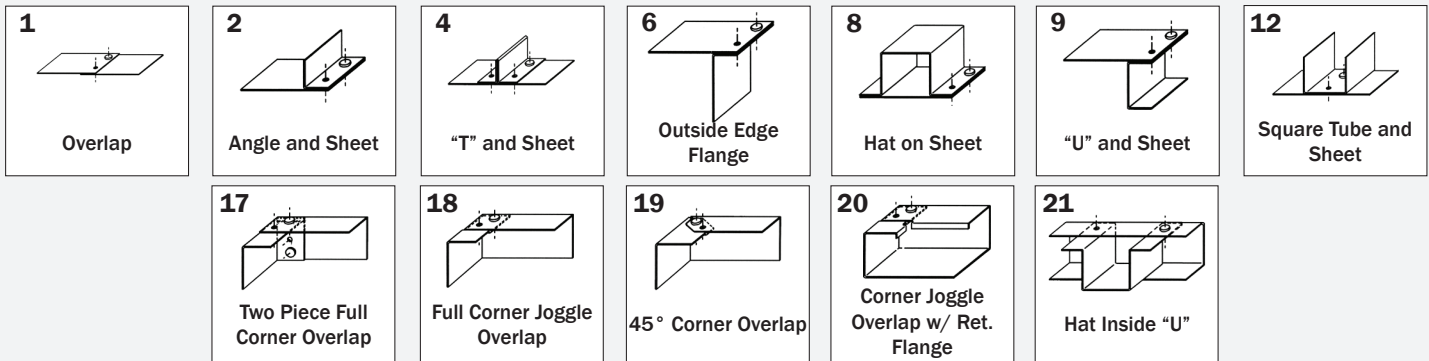 1
Overlap
2
Angle and Sheet
4
“T” and Sheet
6
Outside Edge
Flange
8
Hat on Sheet
9
“U” and Sheet
12
Square Tube and
Sheet
17
Two Piece Full
Corner Overlap
18
Full Corner Joggle
Overlap
19
45° Corner Overlap
20
Corner Joggle
Overlap w/ Ret.
Flange
21
Hat Inside “U”